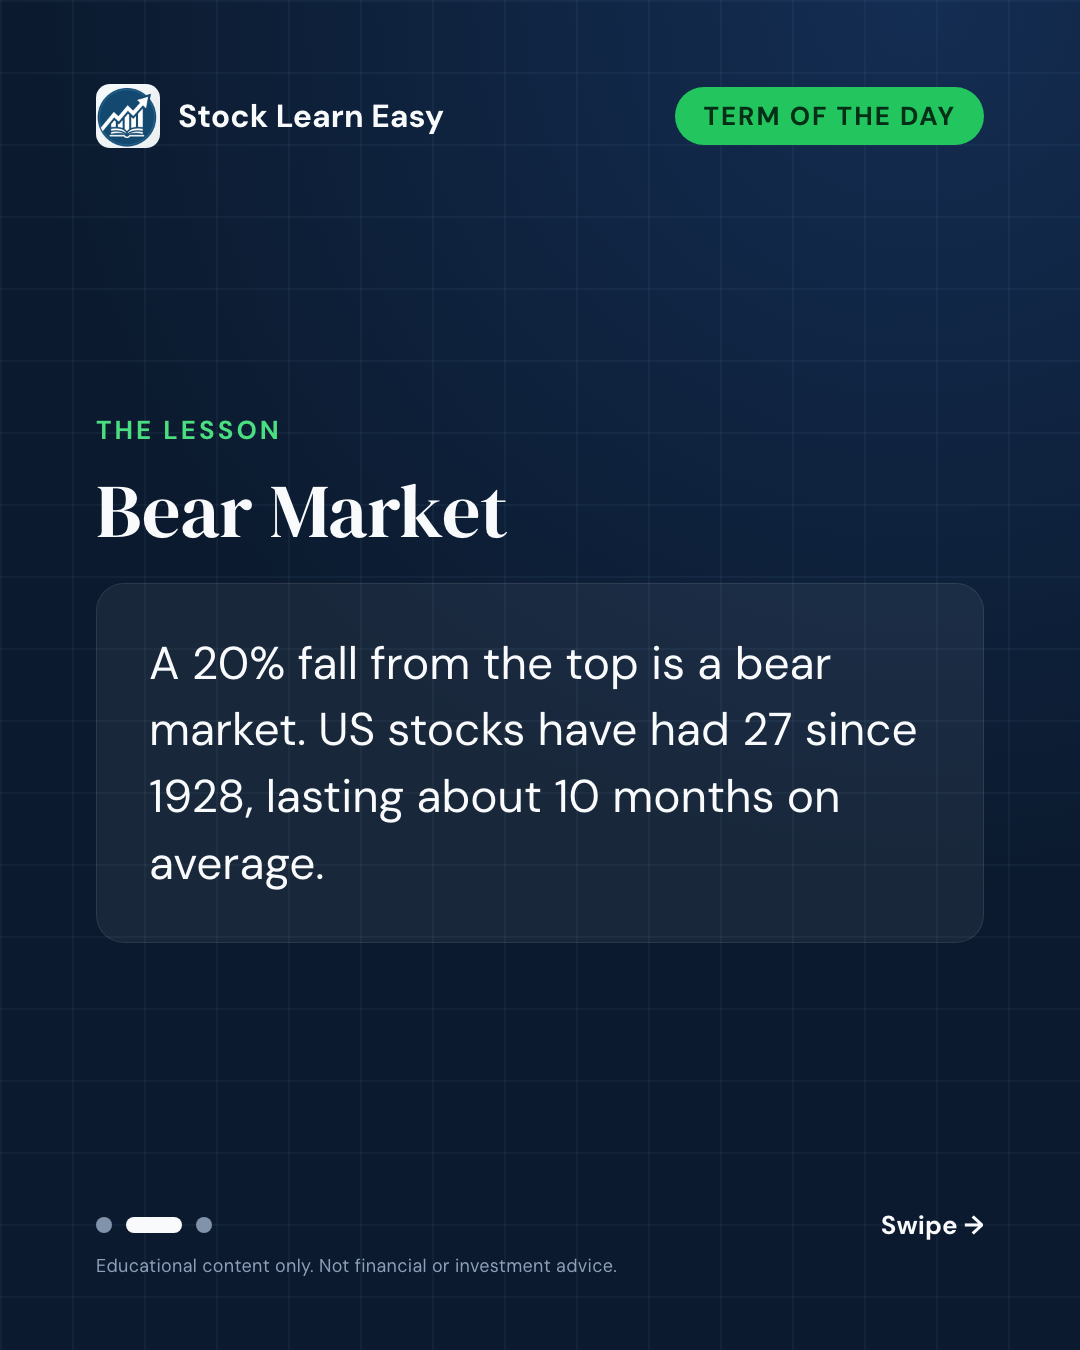 Stock Learn Easy
TERM OF THE DAY
THE LESSON
Bear Market
A 20% fall from the top is a bear
market. US stocks have had 27 since
1928, lasting about 10 months on
average.
Swipe →
Educational content only. Not financial or investment advice.